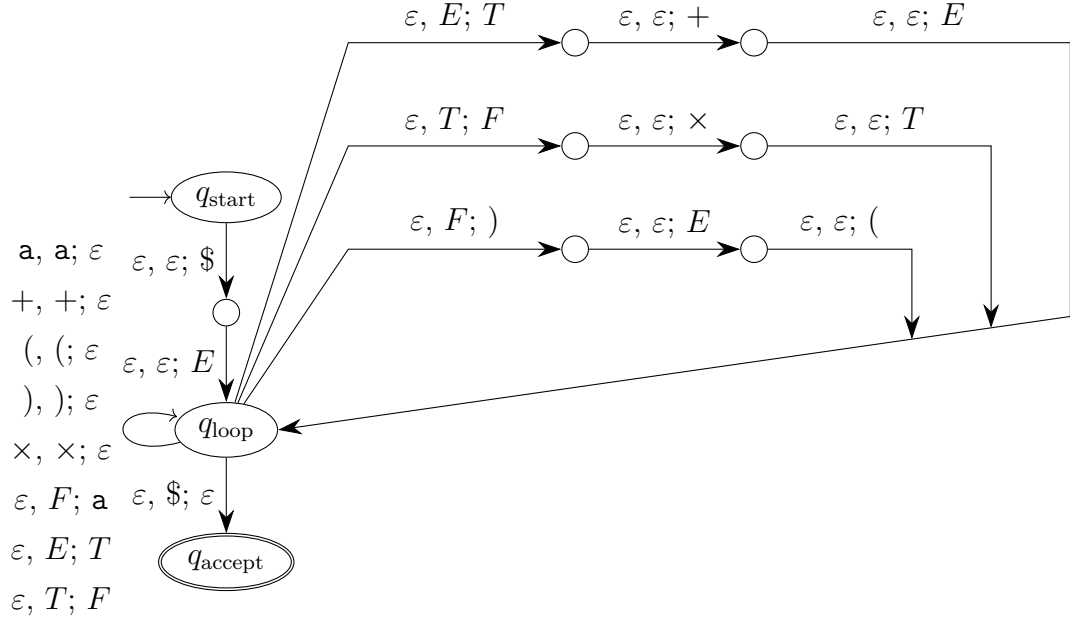 ε, E; T ε, ε; + ε, ε; E
ε, T; F ε, ε; × ε, ε; T
q_start
ε, F; ) ε, ε; E ε, ε; (
a, a; ε ε, ε; $
+, +; ε
(, (; ε ε, ε; E
), ); ε
q_loop
×, ×; ε
ε, F; a ε, $; ε
ε, E; T q_accept
ε, T; F